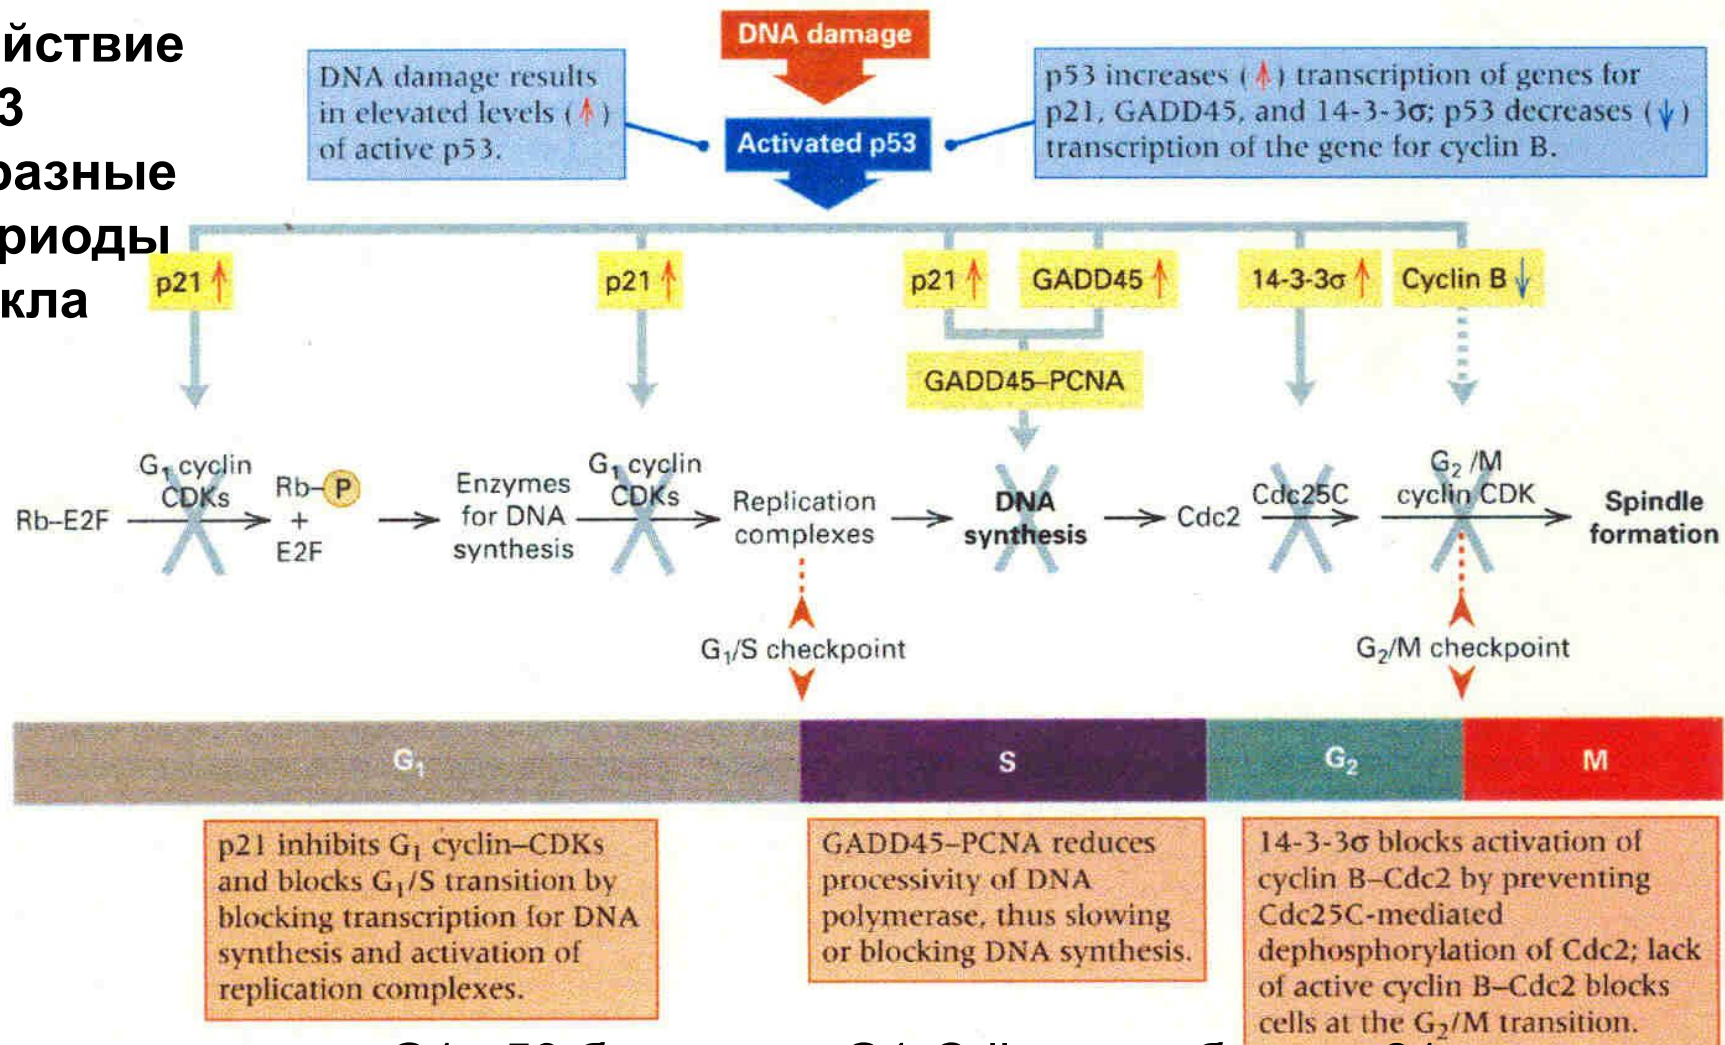 йствие
3
разные
риоды
кла
DNA damage
DNA damage results
in elevated levels (↑)
of active p53.
Activated p53
p53 increases (↑) transcription of genes for
p21, GADD45, and 14-3-3σ; p53 decreases (↓)
transcription of the gene for cyclin B.
p21 ↑
p21 ↑
p21 ↑
GADD45 ↑
14-3-3σ ↑
Cyclin B ↓
GADD45–PCNA
Rb–E2F
G₁ cyclin
CDKs
Rb–P
+
E2F
Enzymes
for DNA
synthesis
G₁ cyclin
CDKs
Replication
complexes
DNA
synthesis
Cdc2
Cdc25C
G₂/M
cyclin CDK
Spindle
formation
G₁/S checkpoint
G₂/M checkpoint
G₁
S
G₂
M
p21 inhibits G₁ cyclin–CDKs
and blocks G₁/S transition by
blocking transcription for DNA
synthesis and activation of
replication complexes.
GADD45–PCNA reduces
processivity of DNA
polymerase, thus slowing
or blocking DNA synthesis.
14-3-3σ blocks activation of
cyclin B–Cdc2 by preventing
Cdc25C-mediated
dephosphorylation of Cdc2; lack
of active cyclin B–Cdc2 blocks
cells at the G₂/M transition.